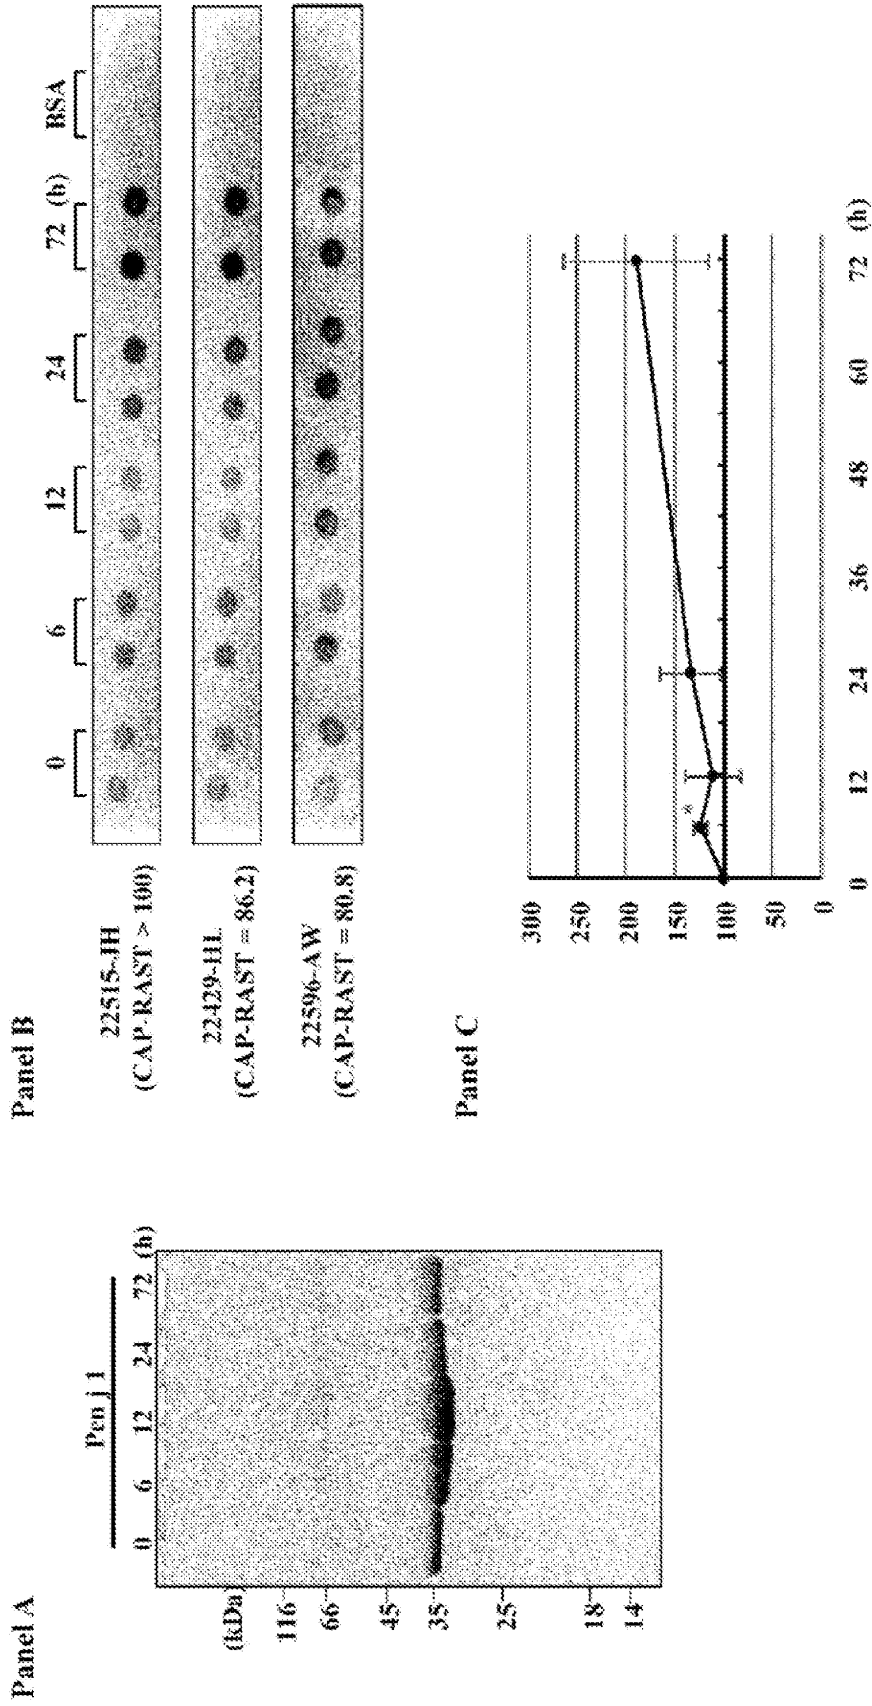 Panel A
Pen j 1
0 6 12 24 72 (h)
(kDa)
116
66
45
35
25
18
14
Panel B
0 6 12 24 72 (h) BSA
22515-JH
(CAP-RAST > 100)
22429-HL
(CAP-RAST = 86.2)
22596-AW
(CAP-RAST = 80.8)
Panel C
300
250
200
150
100
50
0
*
0 12 24 36 48 60 72 (h)